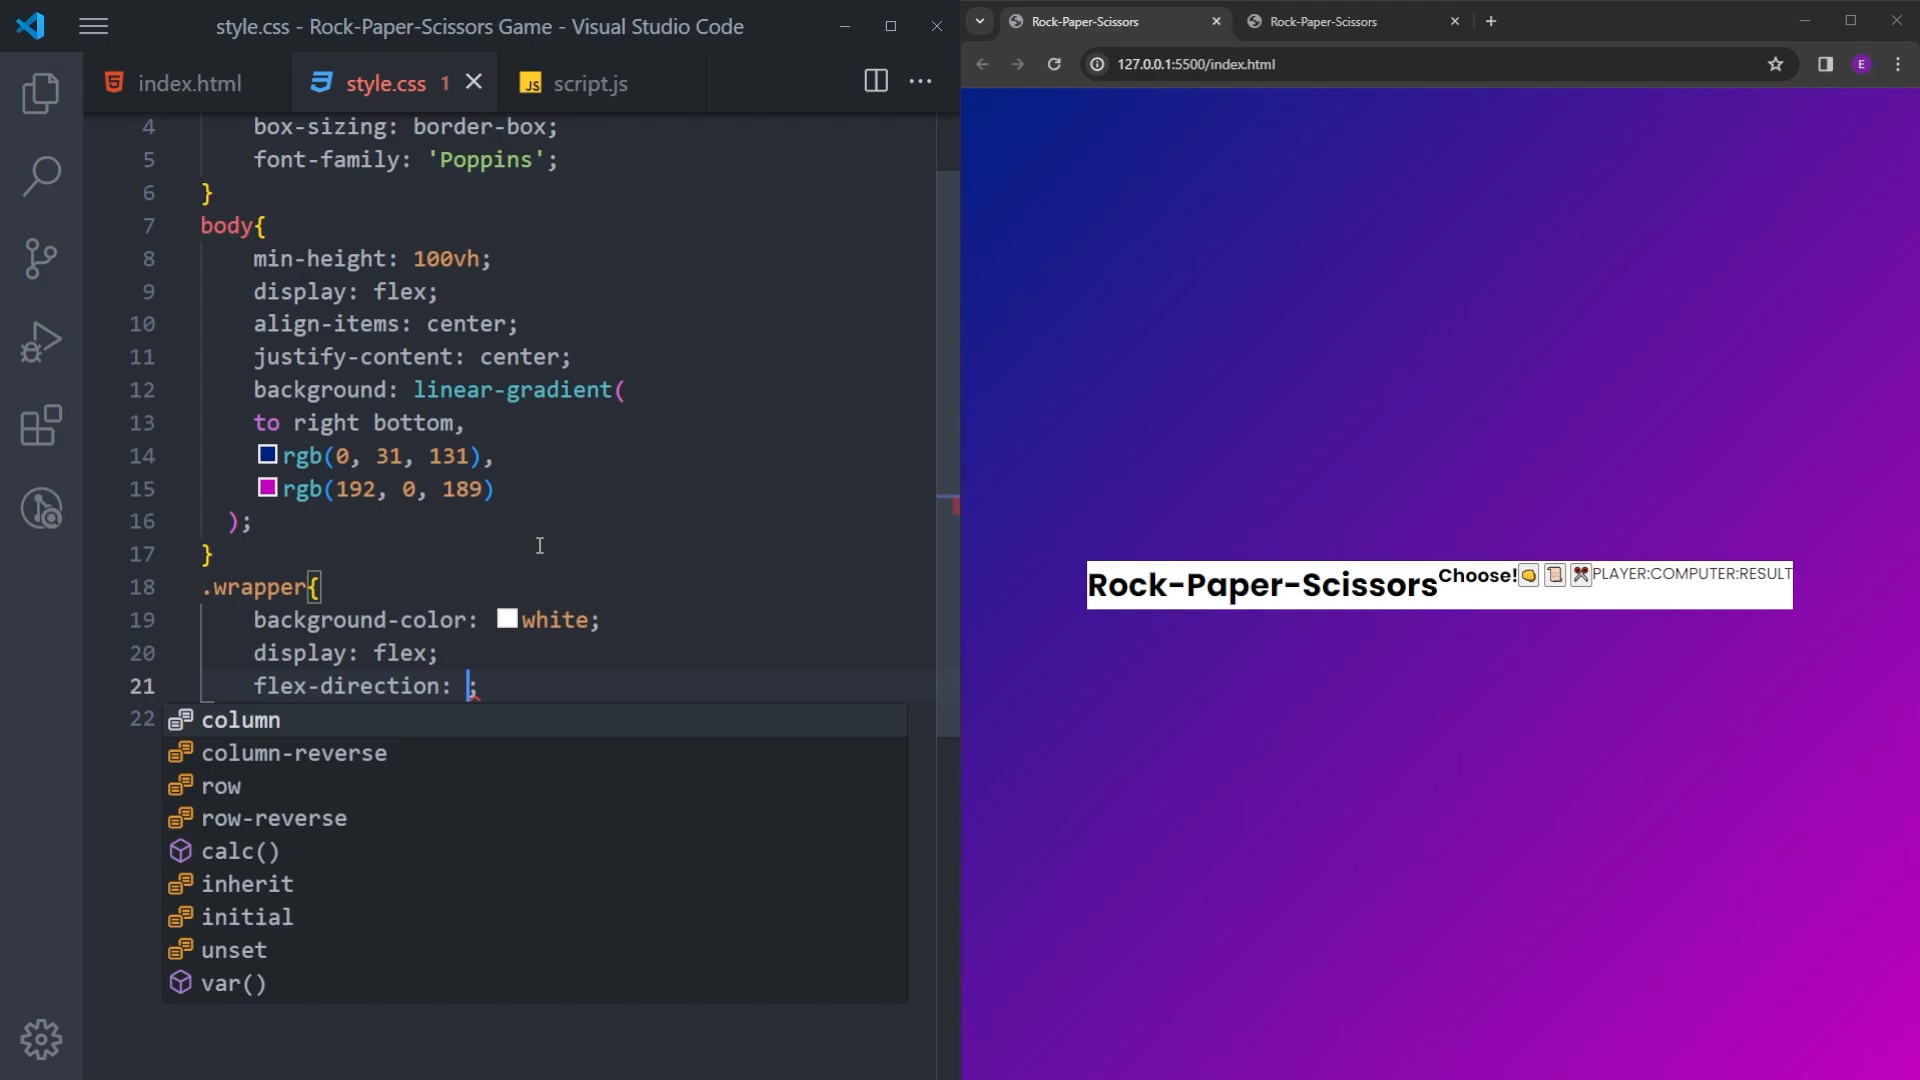 style.css - Rock-Paper-Scissors Game - Visual Studio Code
index.html
style.css 1
JS script.js
4 box-sizing: border-box;
5 font-family: 'Poppins';
6 }
7 body{
8 min-height: 100vh;
9 display: flex;
10 align-items: center;
11 justify-content: center;
12 background: linear-gradient(
13 to right bottom,
14 rgb(0, 31, 131),
15 rgb(192, 0, 189)
16 );
17 }
18 .wrapper{
19 background-color: white;
20 display: flex;
21 flex-direction: ;
22
column
column-reverse
row
row-reverse
calc()
inherit
initial
unset
var()
Rock-Paper-Scissors
Rock-Paper-Scissors
127.0.0.1:5500/index.html
E
Rock-Paper-Scissors Choose! PLAYER:COMPUTER:RESULT